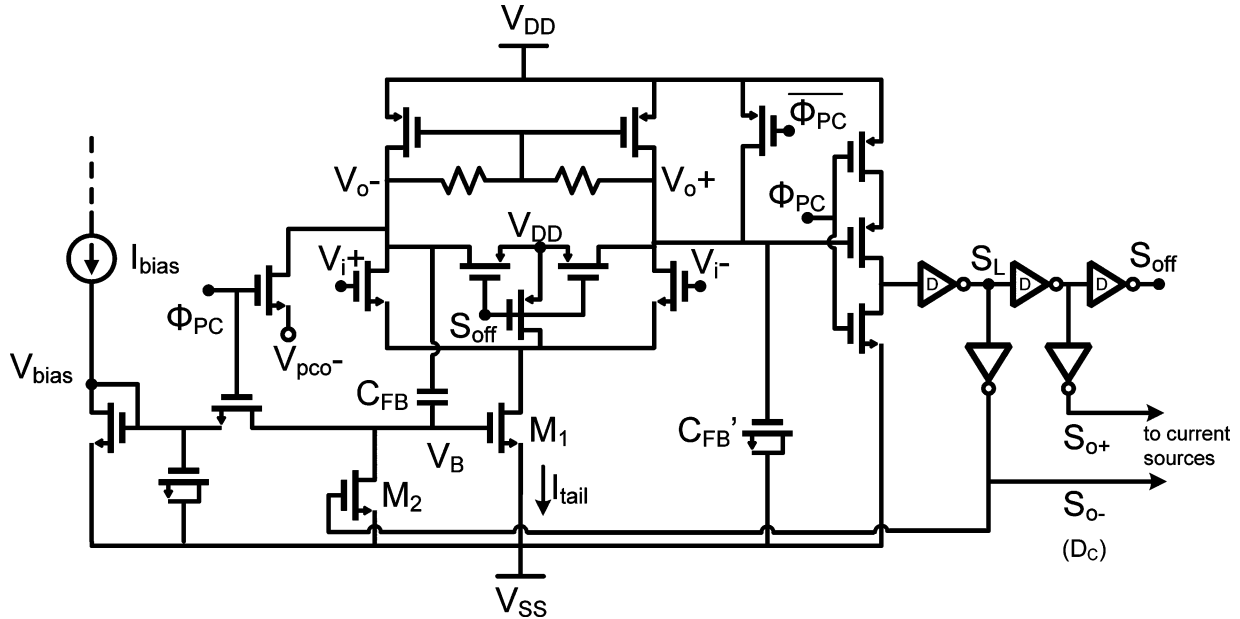 V_DD
Φ_PC
V_o-
V_o+
Φ_PC
I_bias
V_i+
V_DD
V_i-
S_L
S_off
D
D
D
Φ_PC
S_off
V_pco-
V_bias
C_FB
V_B
M_1
C_FB'
S_o+
to current
sources
M_2
I_tail
S_o-
(D_C)
V_SS